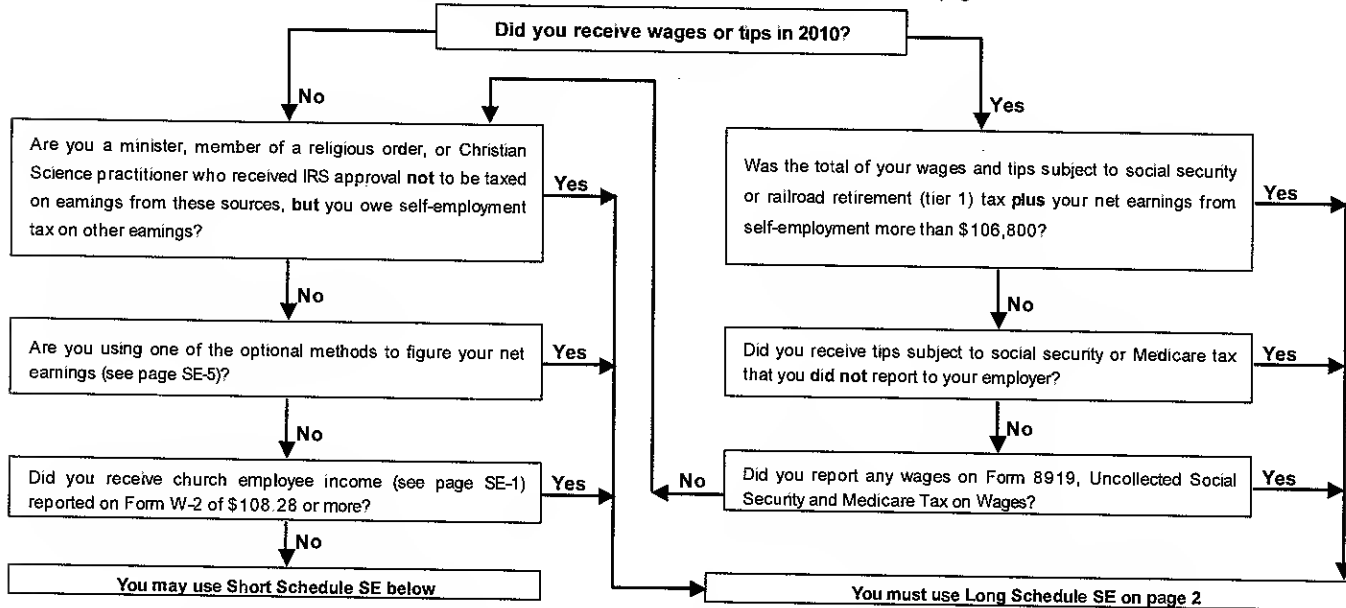 Did you receive wages or tips in 2010?
No
Yes
Are you a minister, member of a religious order, or Christian
Science practitioner who received IRS approval not to be taxed
on earnings from these sources, but you owe self-employment
tax on other earnings?
Yes
Was the total of your wages and tips subject to social security
or railroad retirement (tier 1) tax plus your net earnings from
self-employment more than $106,800?
Yes
No
No
Are you using one of the optional methods to figure your net
earnings (see page SE-5)?
Yes
Did you receive tips subject to social security or Medicare tax
that you did not report to your employer?
Yes
No
No
Did you receive church employee income (see page SE-1)
reported on Form W-2 of $108.28 or more?
Yes
No
Did you report any wages on Form 8919, Uncollected Social
Security and Medicare Tax on Wages?
Yes
No
You may use Short Schedule SE below
You must use Long Schedule SE on page 2